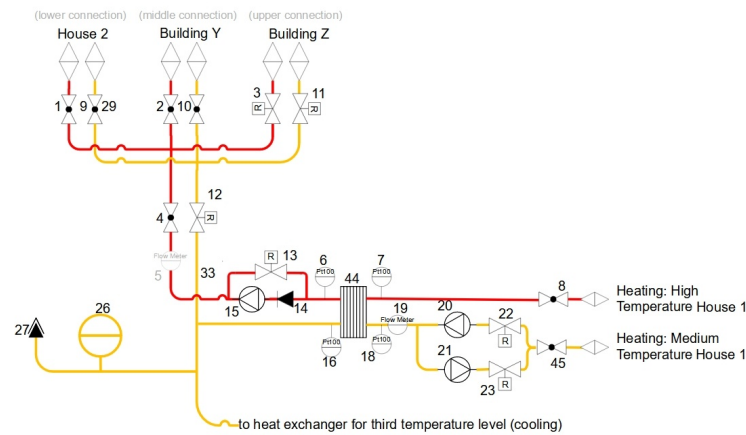 (lower connection) (middle connection) (upper connection)
House 2 Building Y Building Z
1 9 29 2 10 3 R 11 R
4 12 R
Flow Meter
5
33
13
R
6 7
Pt100 44 Pt100
8
Heating: High
Temperature House 1
15 14
26
27
19 20 22
Flow Meter
R
Heating: Medium
Temperature House 1
Pt100 Pt100
16 18
21
23 R
45
to heat exchanger for third temperature level (cooling)